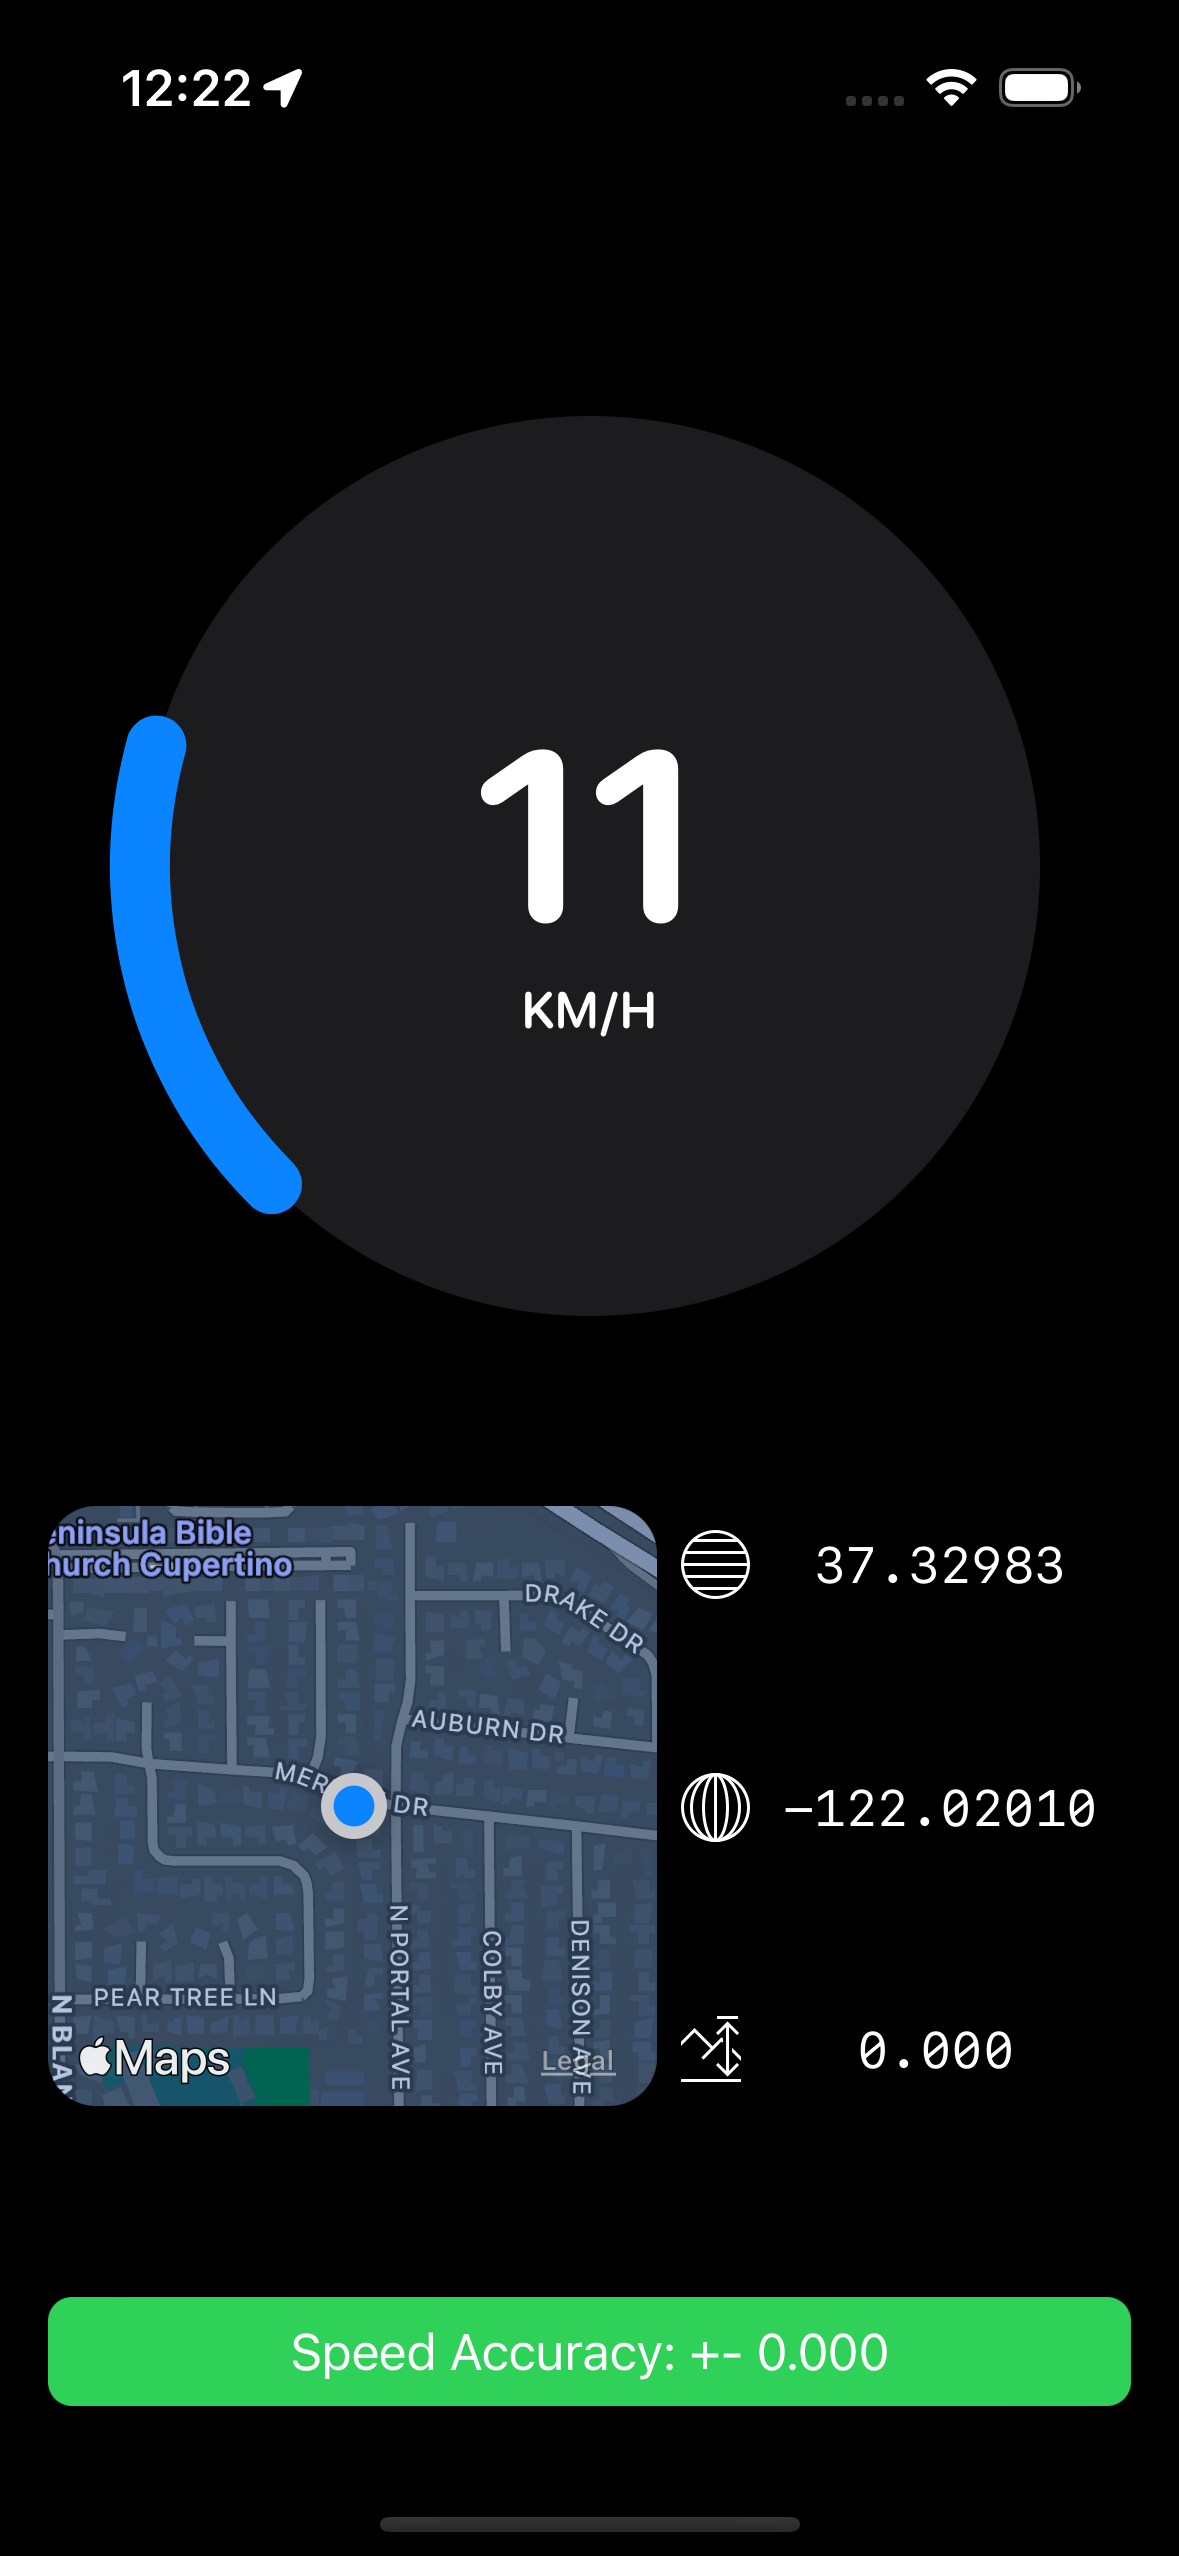 12:22
11
KM/H
eninsula Bible
hurch Cupertino
DRAKE DR
AUBURN DR
MER DR
N PORTAL AVE
COLBY AVE
DENISON AVE
PEAR TREE LN
N BLAN
Maps
Legal
37.32983
-122.02010
0.000
Speed Accuracy: +- 0.000